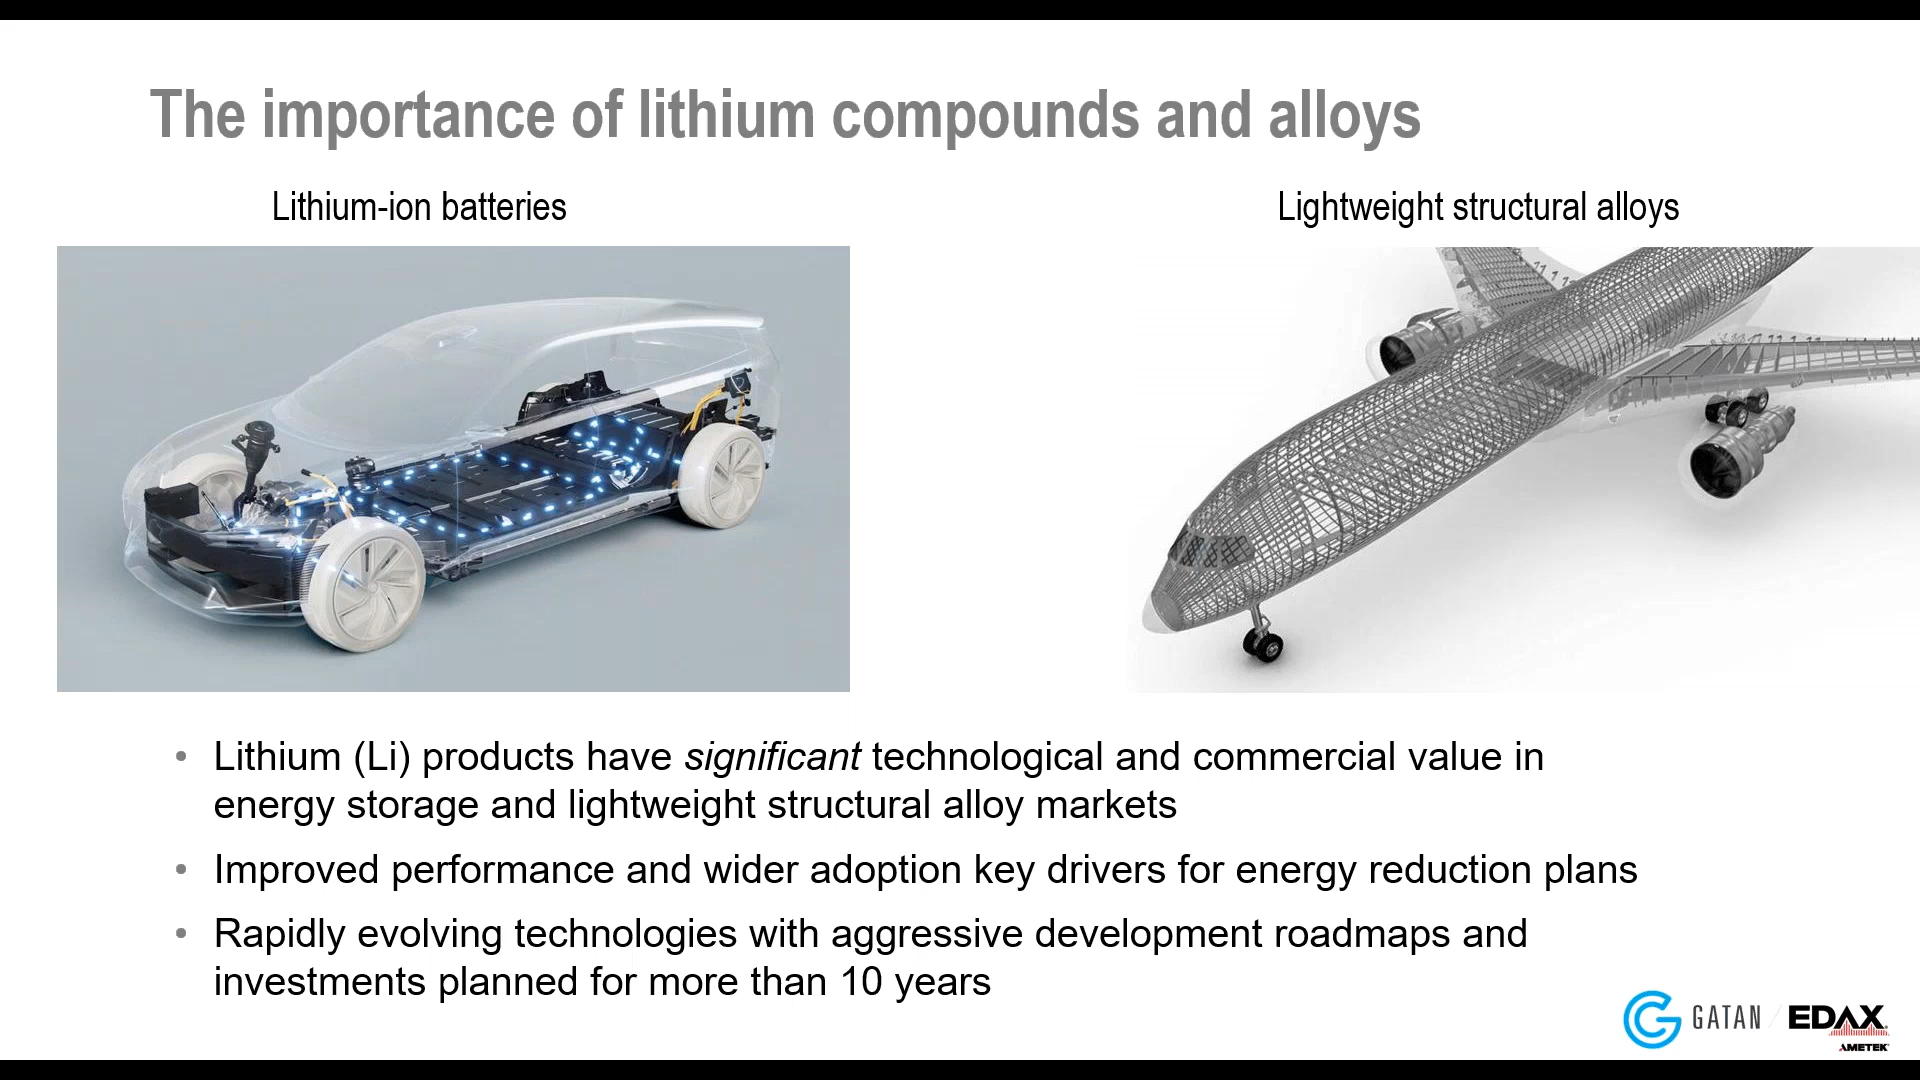 The importance of lithium compounds and alloys
Lithium-ion batteries
Lightweight structural alloys
• Lithium (Li) products have significant technological and commercial value in
energy storage and lightweight structural alloy markets
• Improved performance and wider adoption key drivers for energy reduction plans
• Rapidly evolving technologies with aggressive development roadmaps and
investments planned for more than 10 years
GATAN / EDAX
AMETEK